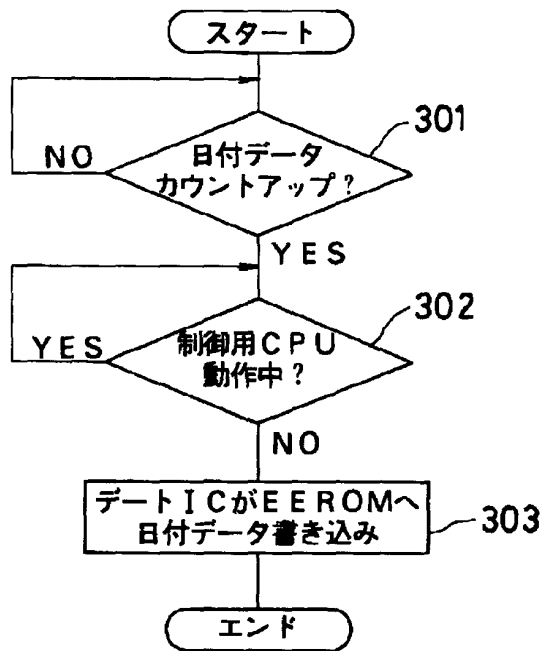 スタート
301
NO
日付データ
カウントアップ?
YES
302
YES
制御用CPU
動作中?
NO
デートICがEEROMへ
日付データ書き込み
303
エンド